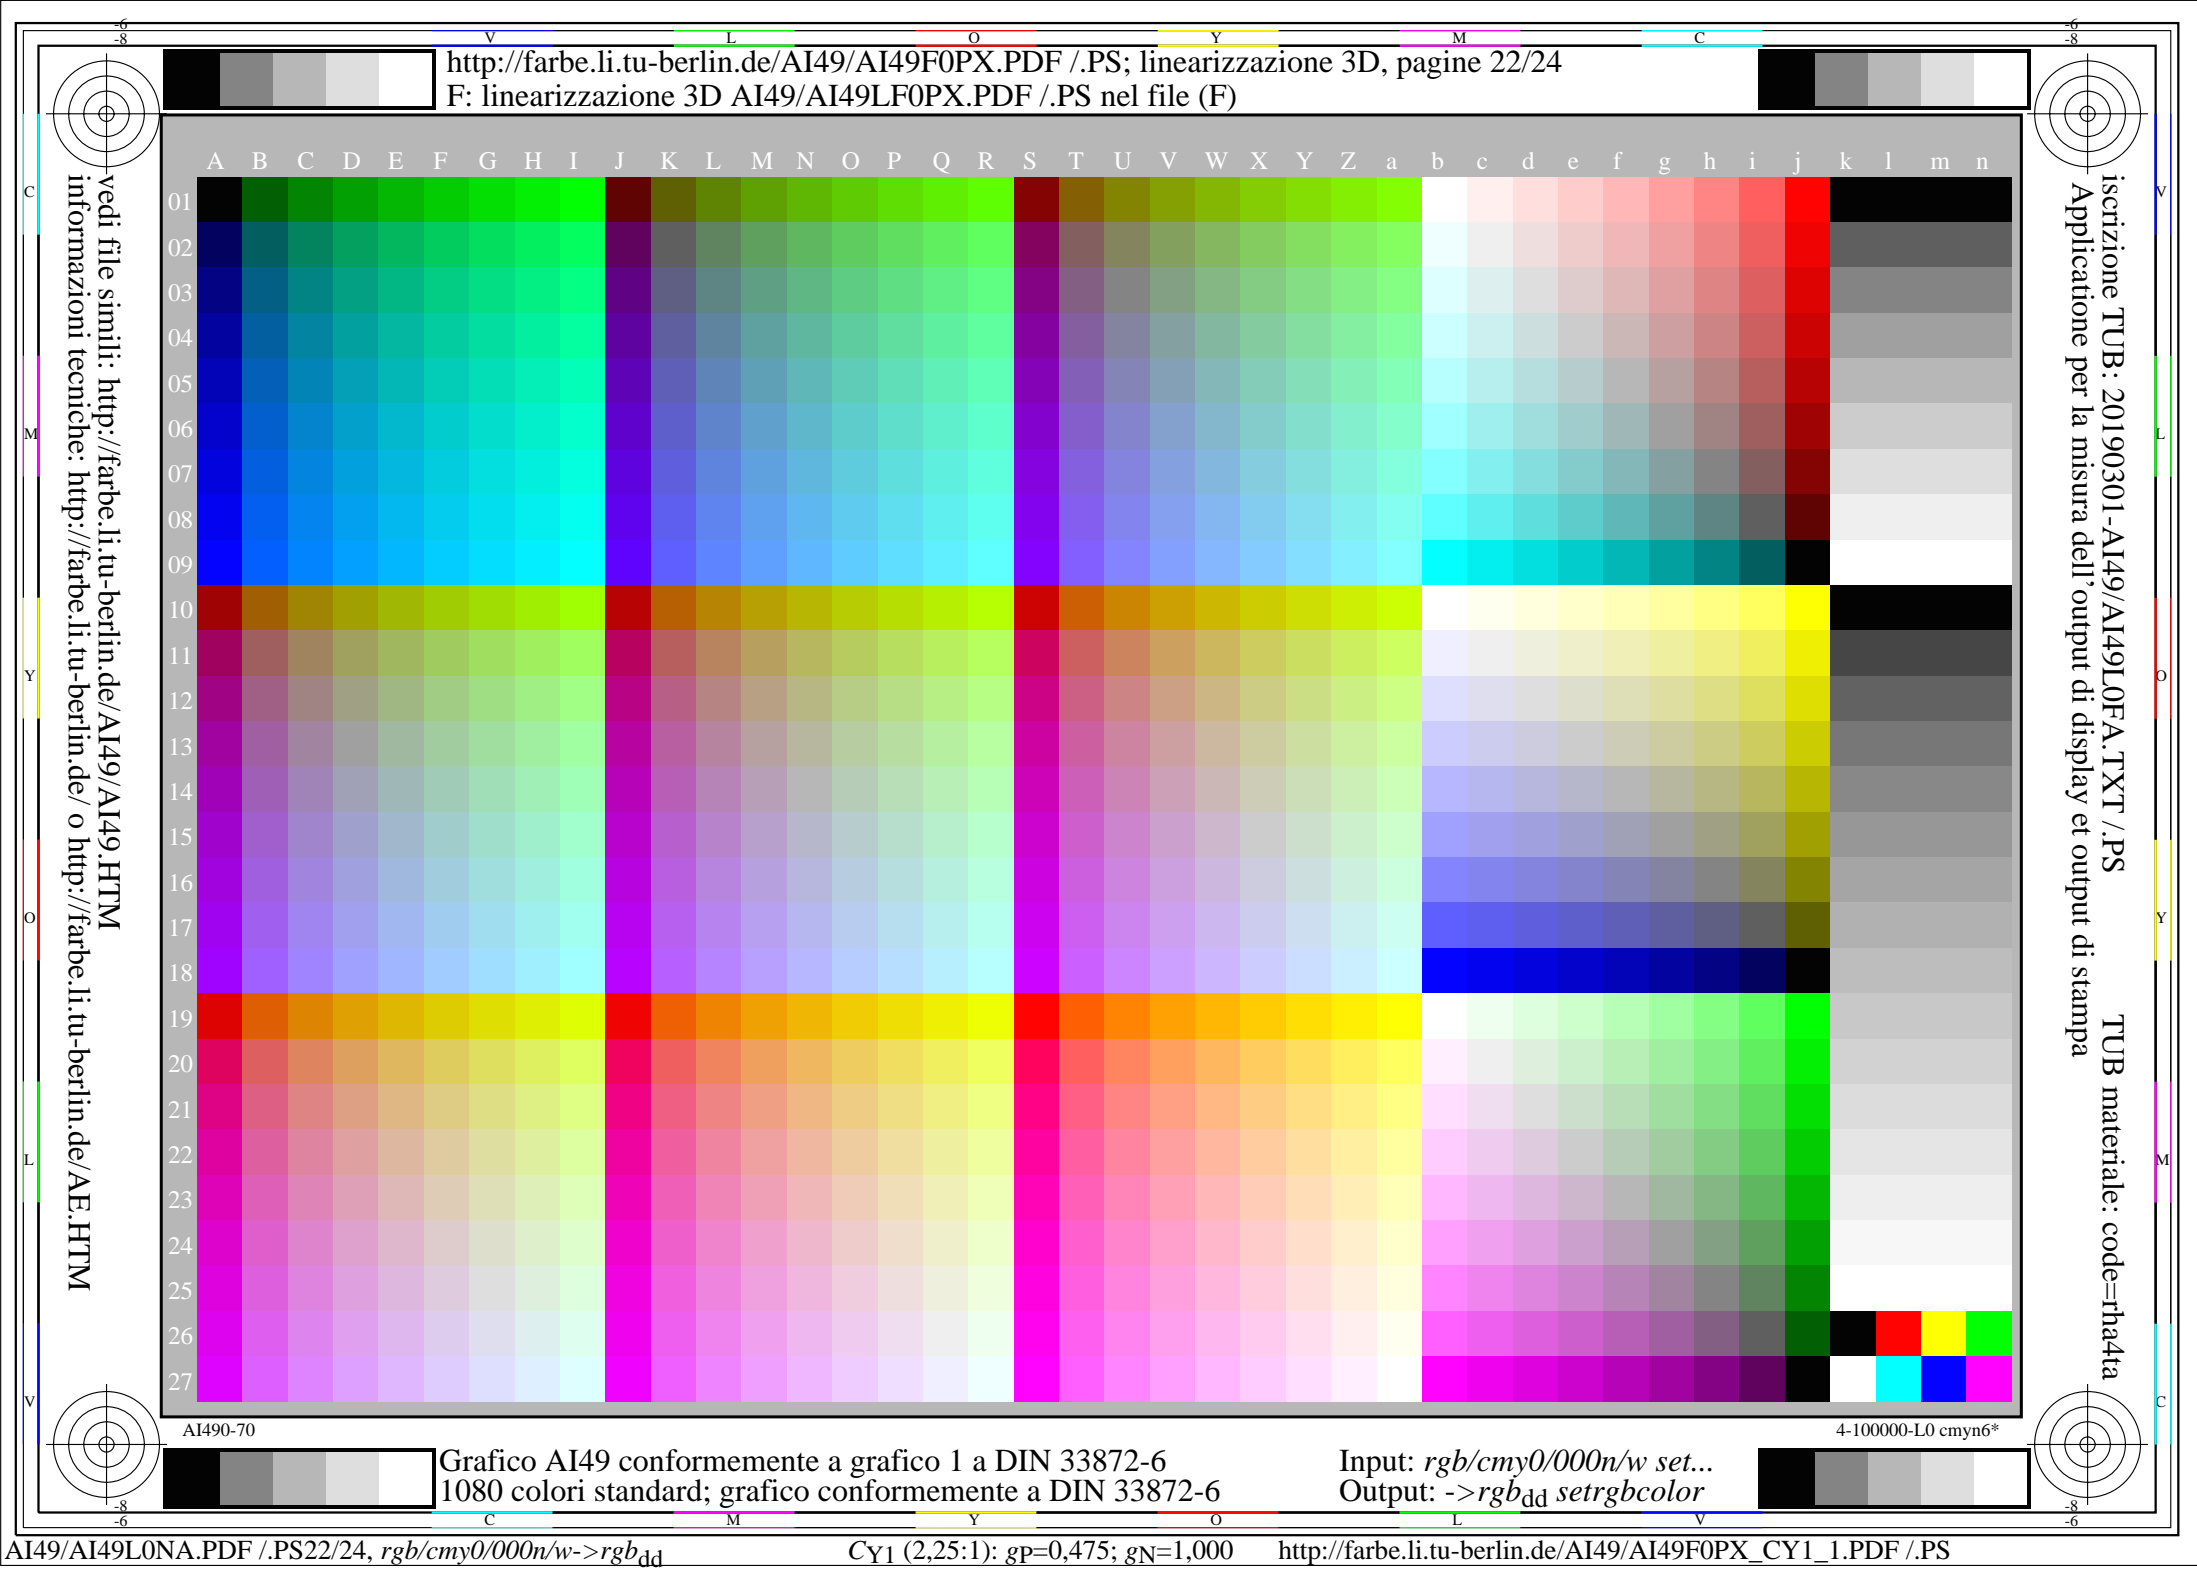 -6
-8
V L O Y M C
-6
-8
http://farbe.li.tu-berlin.de/AI49/AI49F0PX.PDF /.PS; linearizzazione 3D, pagine 22/24
F: linearizzazione 3D AI49/AI49LF0PX.PDF /.PS nel file (F)
A B C D E F G H I J K L M N O P Q R S T U V W X Y Z a b c d e f g h i j k l m n
01
02
03
04
05
06
07
08
09
10
11
12
13
14
15
16
17
18
19
20
21
22
23
24
25
26
27
C
M
Y
O
L
V
vedi file simili: http://farbe.li.tu-berlin.de/AI49/AI49.HTM
informazioni tecniche: http://farbe.li.tu-berlin.de/ o http://farbe.li.tu-berlin.de/AE.HTM
iscrizione TUB: 20190301-AI49/AI49L0FA.TXT /.PS TUB materiale: code=rha4ta
Applicatione per la misura dell'output di display et output di stampa
V
L
O
Y
M
C
AI490-70
4-100000-L0 cmyn6*
Grafico AI49 conformemente a grafico 1 a DIN 33872-6
1080 colori standard; grafico conformemente a DIN 33872-6
Input: rgb/cmy0/000n/w set...
Output: ->rgbdd setrgbcolor
-8
-6
C M Y O L V
-8
-6
AI49/AI49L0NA.PDF /.PS22/24, rgb/cmy0/000n/w->rgbdd
CY1 (2,25:1): gP=0,475; gN=1,000
http://farbe.li.tu-berlin.de/AI49/AI49F0PX_CY1_1.PDF /.PS